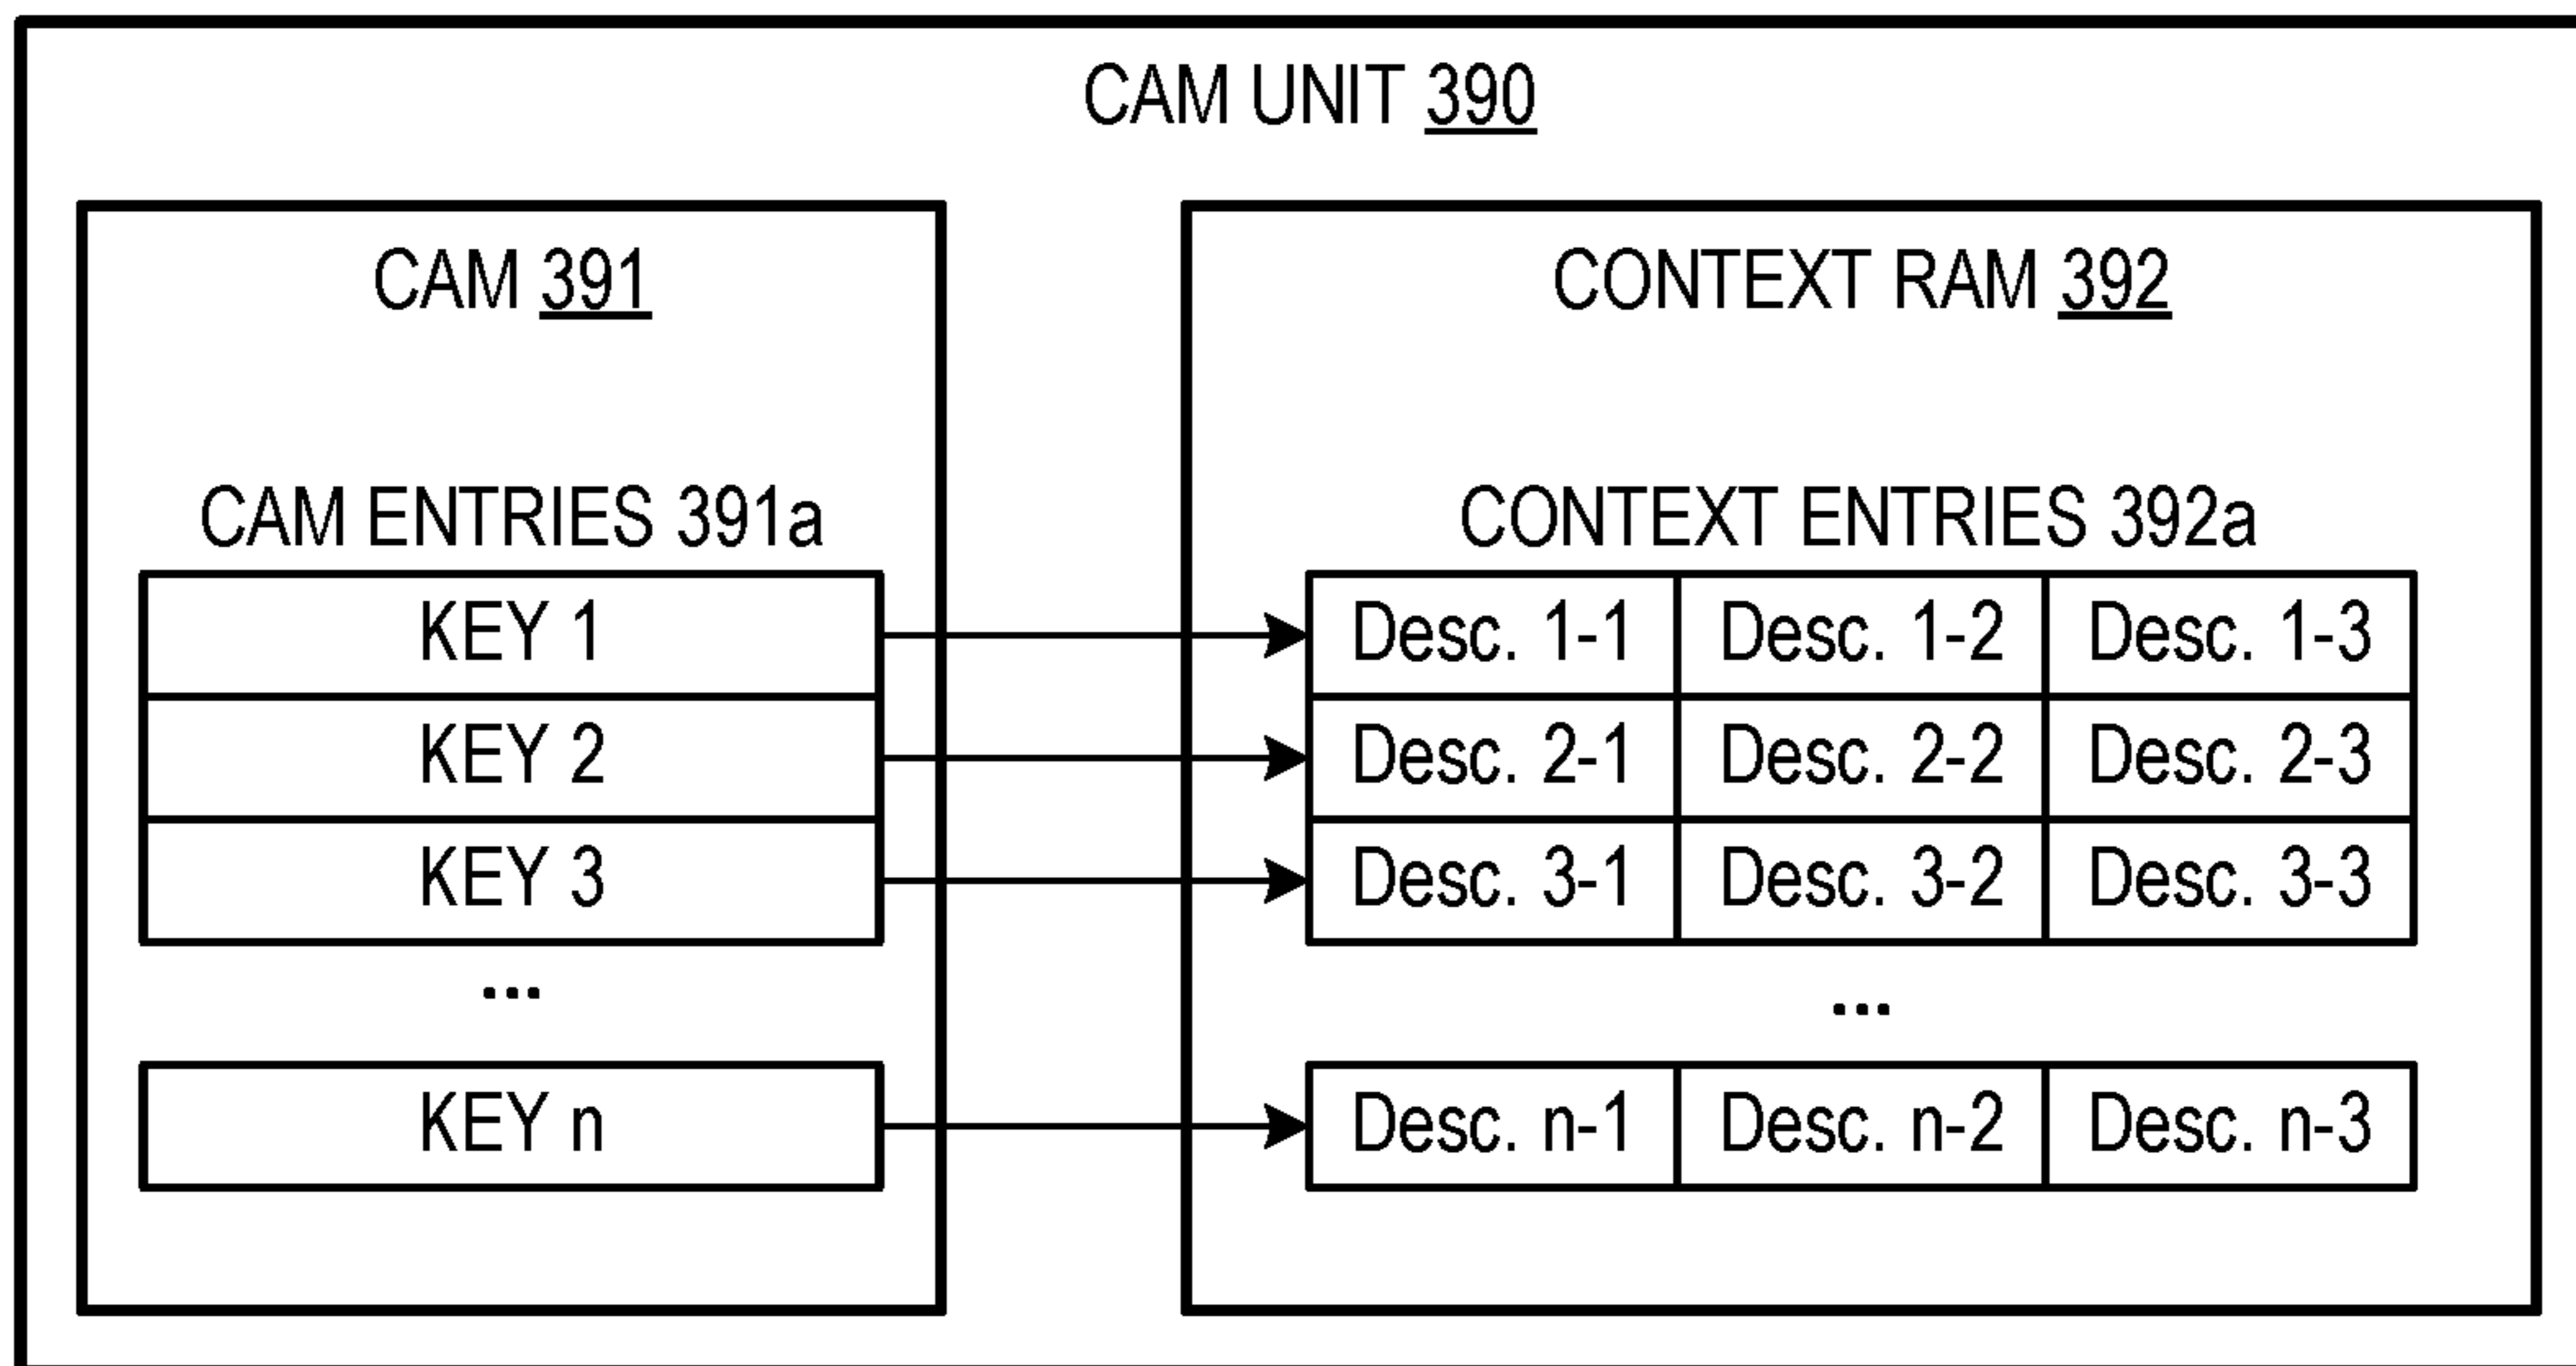 CAM UNIT 390
CAM 391
CAM ENTRIES 391a
KEY 1
KEY 2
KEY 3
...
KEY n
CONTEXT RAM 392
CONTEXT ENTRIES 392a
Desc. 1-1 Desc. 1-2 Desc. 1-3
Desc. 2-1 Desc. 2-2 Desc. 2-3
Desc. 3-1 Desc. 3-2 Desc. 3-3
...
Desc. n-1 Desc. n-2 Desc. n-3